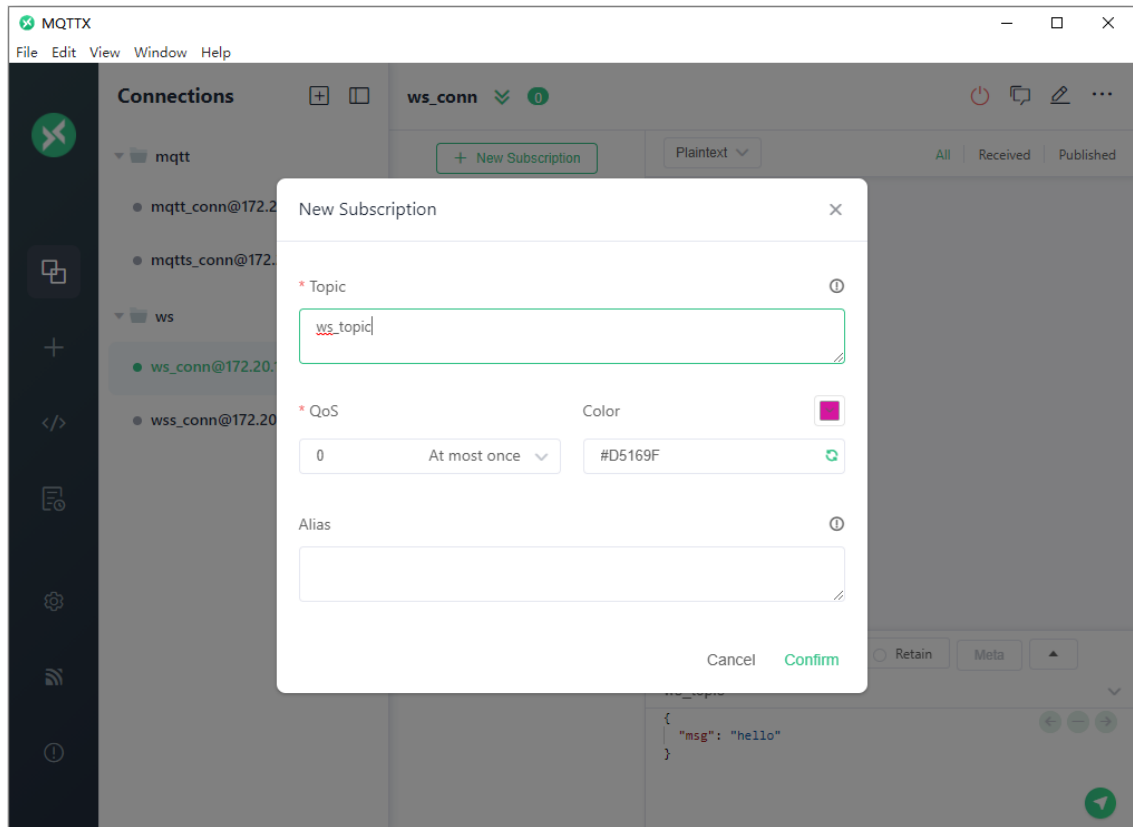 MQTTX
File Edit View Window Help
Connections
ws_conn 0
mqtt
+ New Subscription
Plaintext
All Received Published
mqtt_conn@172.2
mqtts_conn@172.
ws
ws_conn@172.20.
wss_conn@172.20
New Subscription
* Topic
ws_topic
* QoS
Color
0 At most once
#D5169F
Alias
Cancel Confirm
Retain
Meta
ws_topic
{
"msg": "hello"
}